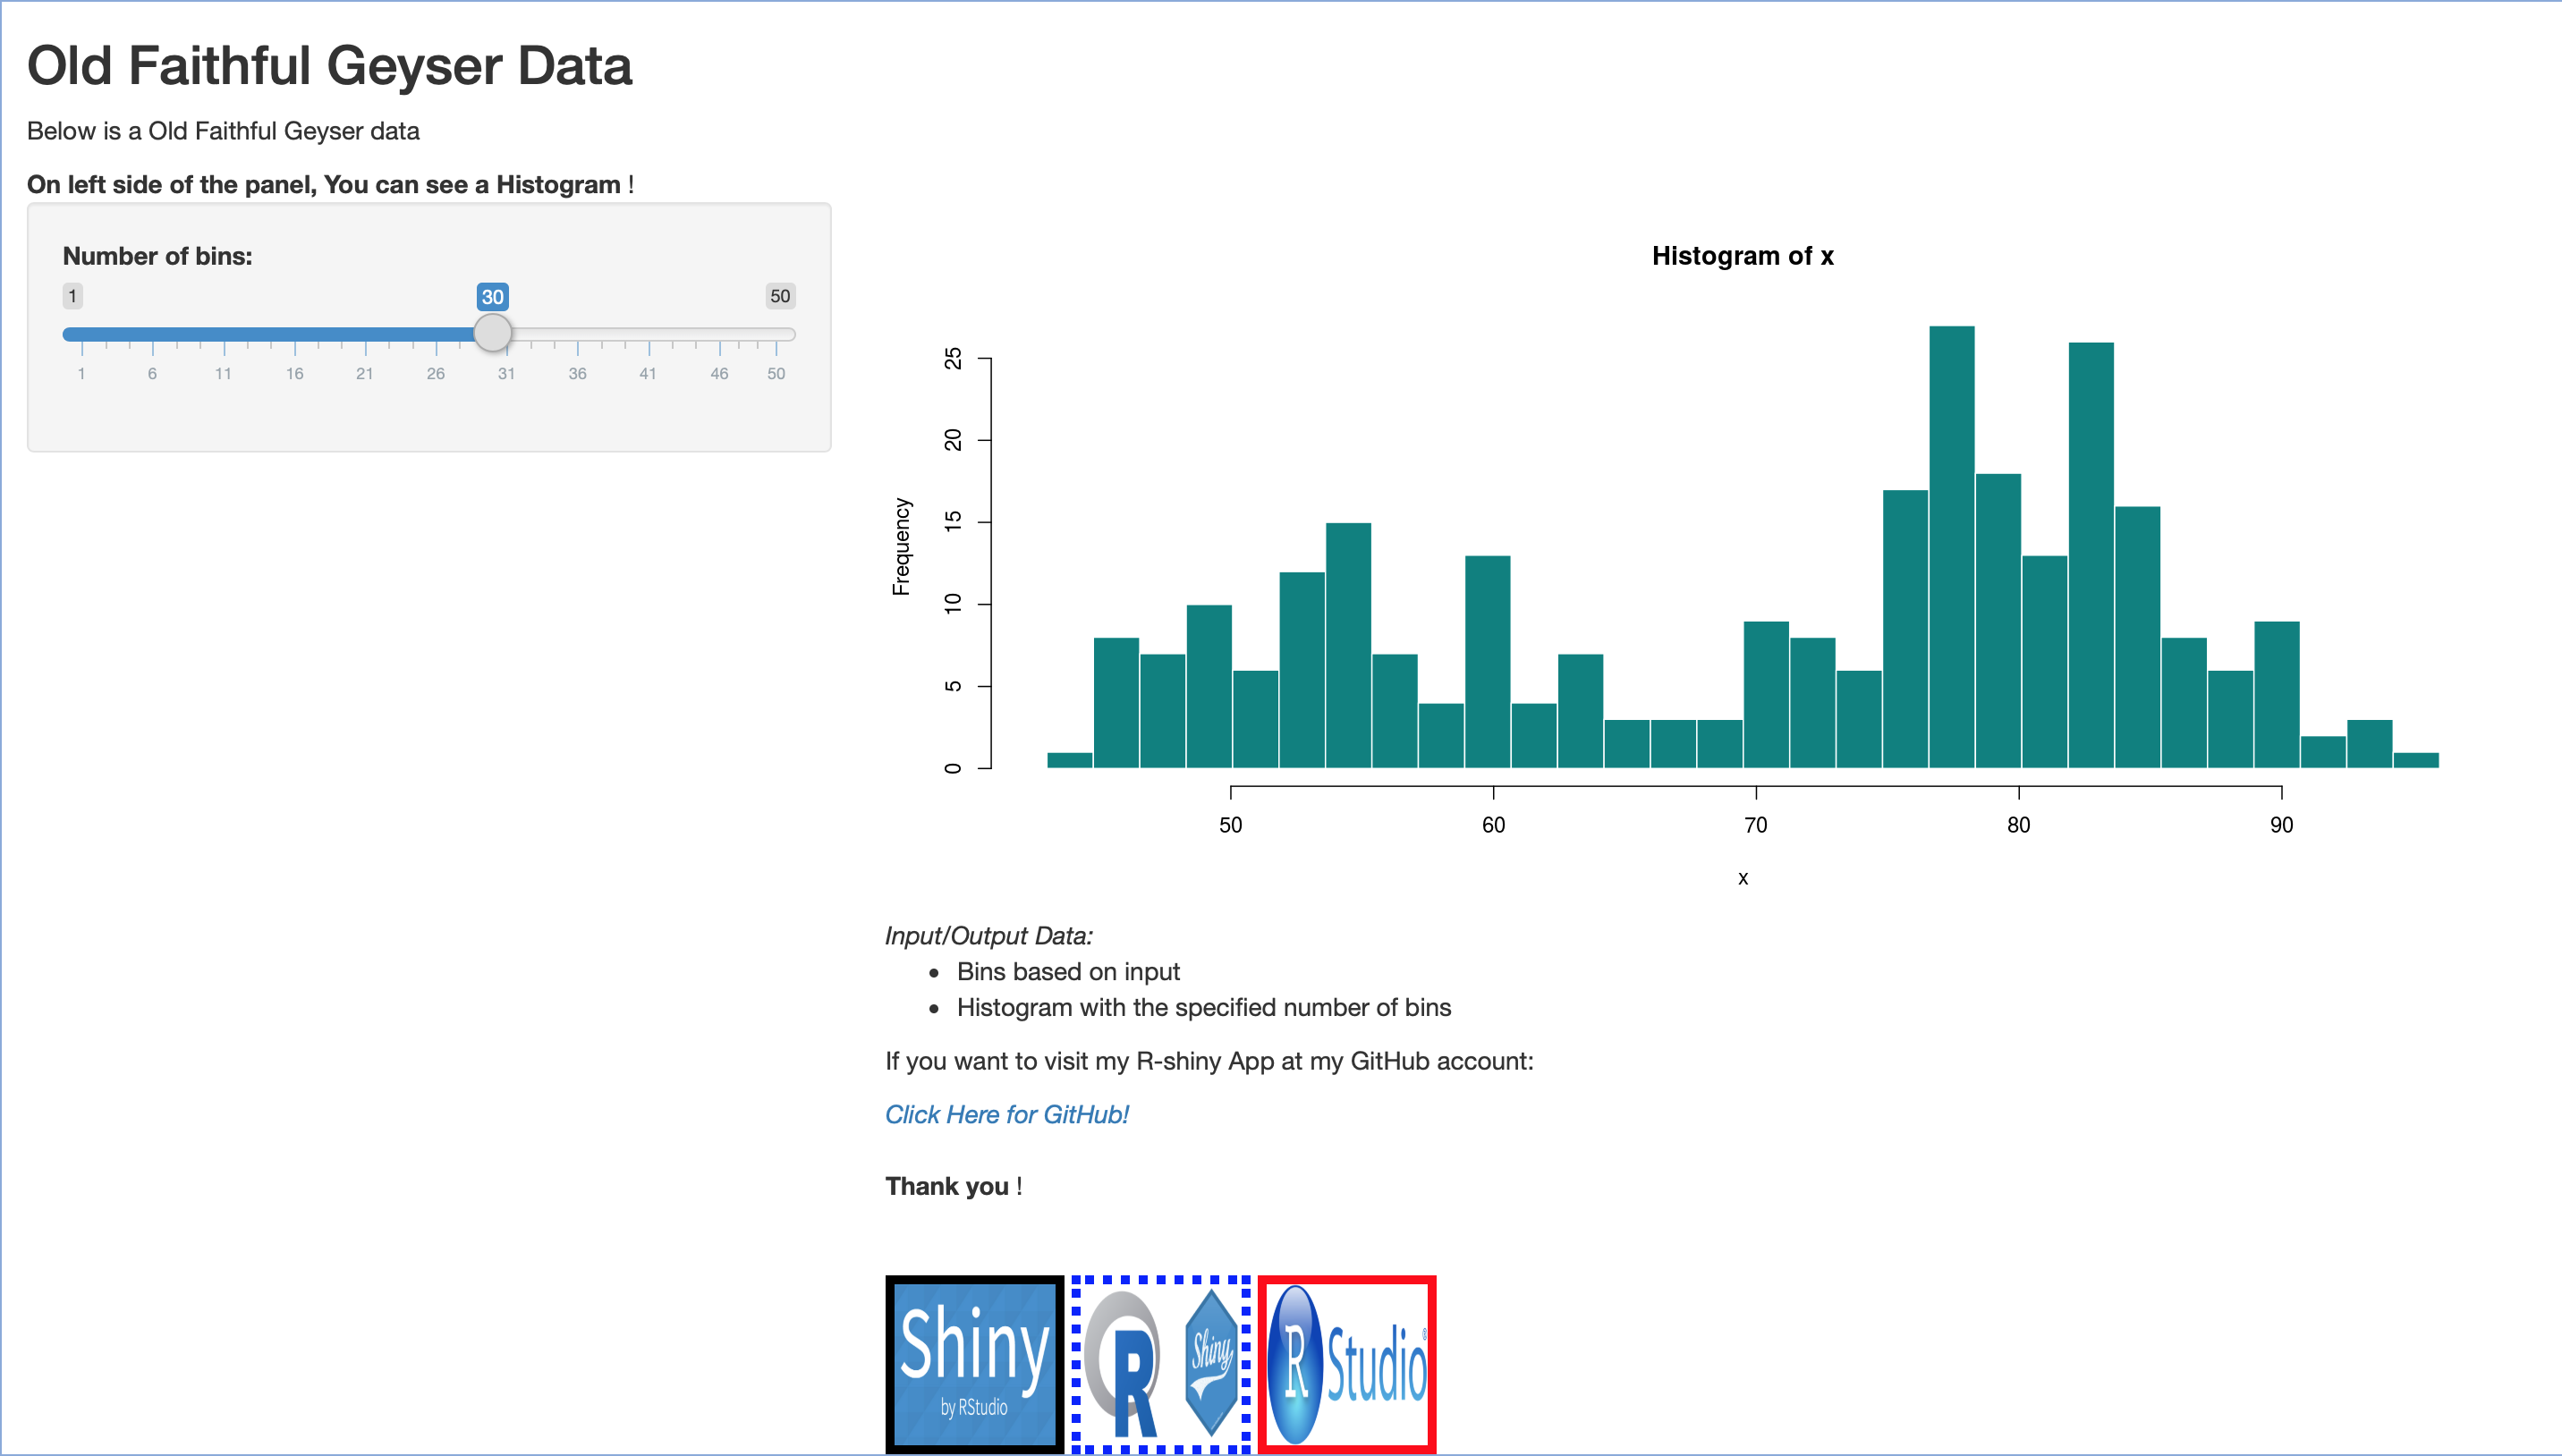 Old Faithful Geyser Data
Below is a Old Faithful Geyser data
On left side of the panel, You can see a Histogram !
Number of bins:
1 30 50
1 6 11 16 21 26 31 36 41 46 50
Histogram of x
Frequency
0 5 10 15 20 25
50 60 70 80 90
x
Input/Output Data:
• Bins based on input
• Histogram with the specified number of bins
If you want to visit my R-shiny App at my GitHub account:
Click Here for GitHub!
Thank you !
Shiny
by RStudio
R
Shiny
R Studio®